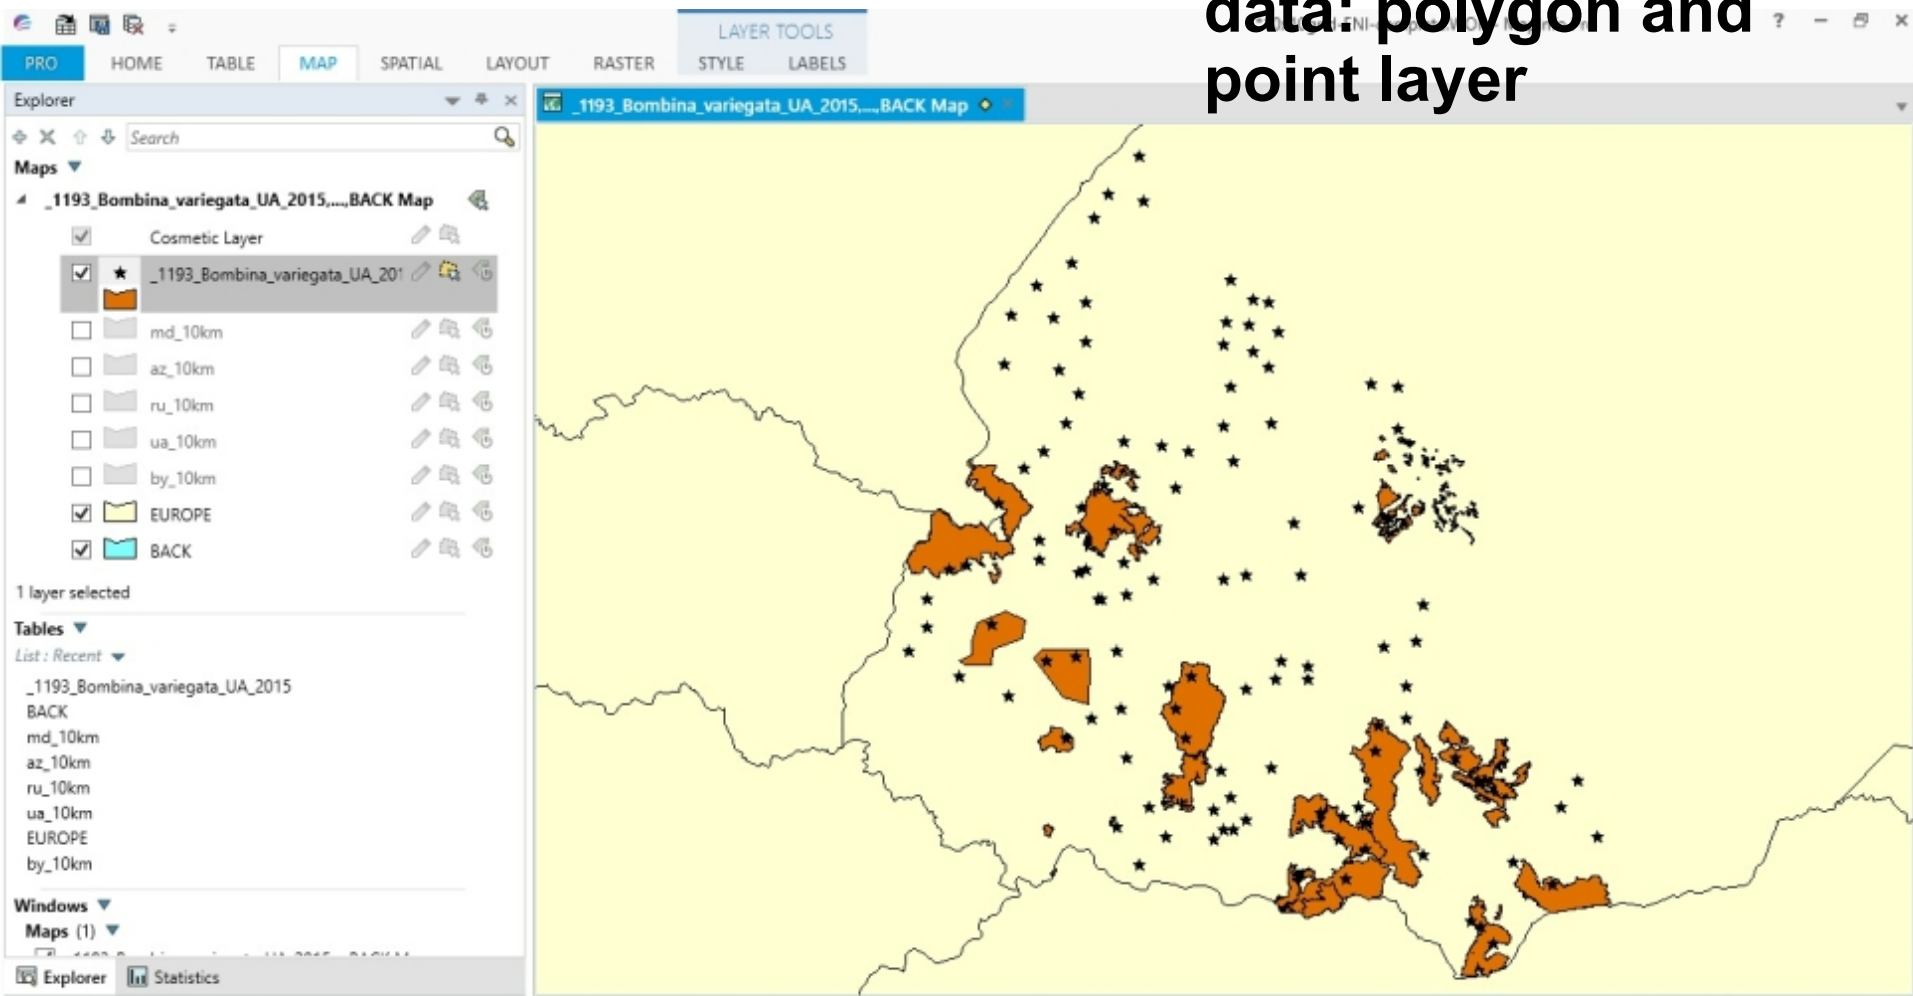 data: polygon and
point layer
LAYER TOOLS
PRO HOME TABLE MAP SPATIAL LAYOUT RASTER STYLE LABELS
Explorer
Search
Maps
_1193_Bombina_variegata_UA_2015,...,BACK Map
Cosmetic Layer
_1193_Bombina_variegata_UA_201
md_10km
az_10km
ru_10km
ua_10km
by_10km
EUROPE
BACK
1 layer selected
Tables
List : Recent
_1193_Bombina_variegata_UA_2015
BACK
md_10km
az_10km
ru_10km
ua_10km
EUROPE
by_10km
Windows
Maps (1)
Explorer Statistics
_1193_Bombina_variegata_UA_2015,...,BACK Map